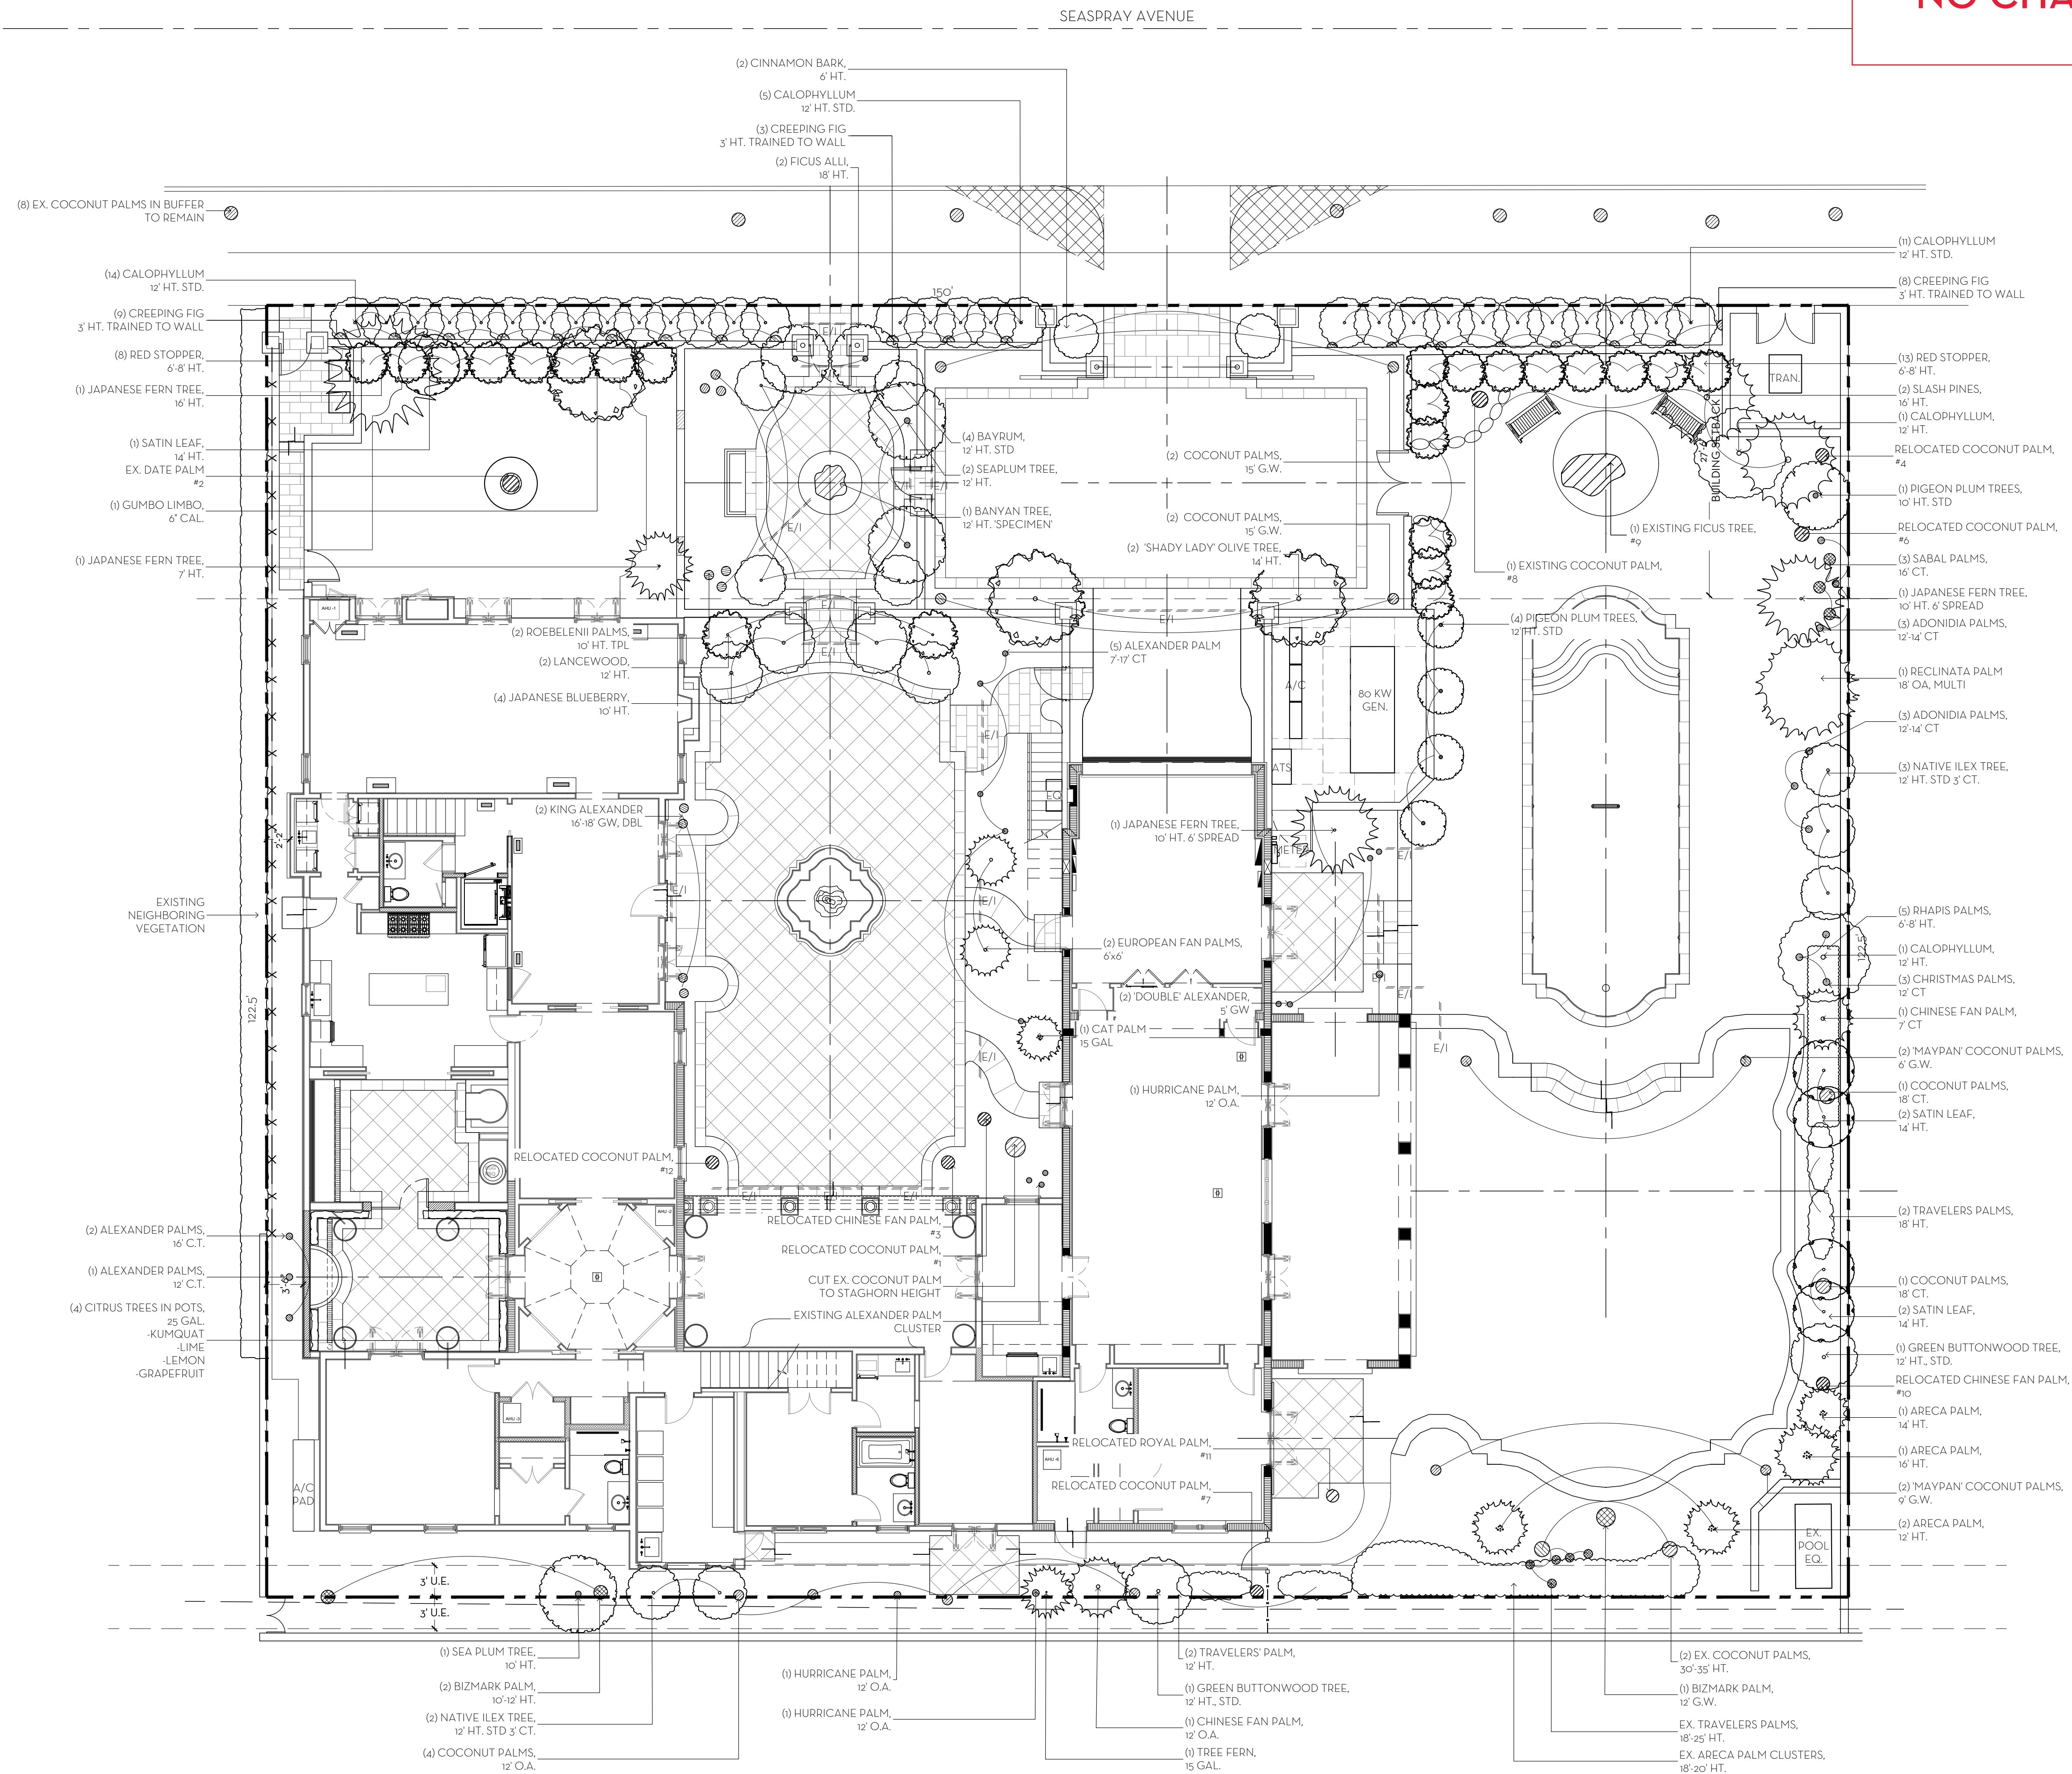 SEASPRAY AVENUE
(2) CINNAMON BARK,
6' HT.
(5) CALOPHYLLUM
12' HT. STD.
(3) CREEPING FIG
3' HT. TRAINED TO WALL
(2) FICUS ALLI,
18' HT.
(8) EX. COCONUT PALMS IN BUFFER
TO REMAIN
(14) CALOPHYLLUM
12' HT. STD.
(9) CREEPING FIG
3' HT. TRAINED TO WALL
(8) RED STOPPER,
6'-8' HT.
(1) JAPANESE FERN TREE,
16' HT.
(1) SATIN LEAF,
14' HT.
EX. DATE PALM
#2
(1) GUMBO LIMBO,
6" CAL.
(1) JAPANESE FERN TREE,
7' HT.
EXISTING
NEIGHBORING
VEGETATION
122.5'
2'-2"
3'-6"
(2) ALEXANDER PALMS,
16' C.T.
(1) ALEXANDER PALMS,
12' C.T.
(4) CITRUS TREES IN POTS,
25 GAL.
-KUMQUAT
-LIME
-LEMON
-GRAPEFRUIT
A/C
PAD
150'
E/I
E/I
E/I
E/I
E/I
E/I
E/I
(4) BAYRUM,
12' HT. STD
(2) SEAPLUM TREE,
12' HT.
(1) BANYAN TREE,
12' HT. 'SPECIMEN'
(2) COCONUT PALMS,
15' G.W.
(2) COCONUT PALMS,
15' G.W.
(2) 'SHADY LADY' OLIVE TREE,
14' HT.
(1) EXISTING FICUS TREE,
#9
(1) EXISTING COCONUT PALM,
#8
27'-6"
BUILDING SETBACK
TRAN.
(4) PIGEON PLUM TREES,
12' HT. STD
AHU -1
(2) ROEBELENII PALMS,
10' HT. TPL
(2) LANCEWOOD,
12' HT.
(4) JAPANESE BLUEBERRY,
10' HT.
(5) ALEXANDER PALM
7'-17' CT
A/C
80 KW
GEN.
ATS
EQ
E/I
METER
(2) KING ALEXANDER
16'-18' GW, DBL
(1) JAPANESE FERN TREE,
10' HT. 6' SPREAD
E/I
E/I
E/I
E/I
(2) EUROPEAN FAN PALMS,
6'x6'
(2) 'DOUBLE' ALEXANDER,
5' GW
(1) CAT PALM
15 GAL
E/I
E/I
E/I
(1) HURRICANE PALM,
12' O.A.
RELOCATED COCONUT PALM,
#12
E/I
E/I
E/I
AHU -2
RELOCATED CHINESE FAN PALM,
#3
RELOCATED COCONUT PALM,
#1
CUT EX. COCONUT PALM
TO STAGHORN HEIGHT
EXISTING ALEXANDER PALM
CLUSTER
AHU -3
AHU -4
RELOCATED ROYAL PALM,
#11
RELOCATED COCONUT PALM,
#7
(11) CALOPHYLLUM
12' HT. STD.
(8) CREEPING FIG
3' HT. TRAINED TO WALL
(13) RED STOPPER,
6'-8' HT.
(2) SLASH PINES,
16' HT.
(1) CALOPHYLLUM,
12' HT.
RELOCATED COCONUT PALM,
#4
(1) PIGEON PLUM TREES,
10' HT. STD
RELOCATED COCONUT PALM,
#6
(3) SABAL PALMS,
16' CT.
(1) JAPANESE FERN TREE,
10' HT. 6' SPREAD
(3) ADONIDIA PALMS,
12'-14' CT
(1) RECLINATA PALM
18' OA, MULTI
(3) ADONIDIA PALMS,
12'-14' CT
(3) NATIVE ILEX TREE,
12' HT. STD 3' CT.
(5) RHAPIS PALMS,
6'-8' HT.
122.5'
(1) CALOPHYLLUM,
12' HT.
(3) CHRISTMAS PALMS,
12' CT
(1) CHINESE FAN PALM,
7' CT
(2) 'MAYPAN' COCONUT PALMS,
6' G.W.
(1) COCONUT PALMS,
18' CT.
(2) SATIN LEAF,
14' HT.
(2) TRAVELERS PALMS,
18' HT.
(1) COCONUT PALMS,
18' CT.
(2) SATIN LEAF,
14' HT.
(1) GREEN BUTTONWOOD TREE,
12' HT., STD.
RELOCATED CHINESE FAN PALM,
#10
(1) ARECA PALM,
14' HT.
(1) ARECA PALM,
16' HT.
(2) 'MAYPAN' COCONUT PALMS,
9' G.W.
(2) ARECA PALM,
12' HT.
EX.
POOL
EQ.
3' U.E.
3' U.E.
(1) SEA PLUM TREE,
10' HT.
(2) BIZMARK PALM,
10'-12' HT.
(2) NATIVE ILEX TREE,
12' HT. STD 3' CT.
(4) COCONUT PALMS,
12' O.A.
(1) HURRICANE PALM,
12' O.A.
(1) HURRICANE PALM,
12' O.A.
(2) TRAVELERS' PALM,
12' HT.
(1) GREEN BUTTONWOOD TREE,
12' HT., STD.
(1) CHINESE FAN PALM,
12' O.A.
(1) TREE FERN,
15 GAL.
(2) EX. COCONUT PALMS,
30'-35' HT.
(1) BIZMARK PALM,
12' G.W.
EX. TRAVELERS PALMS,
18'-25' HT.
EX. ARECA PALM CLUSTERS,
18'-20' HT.